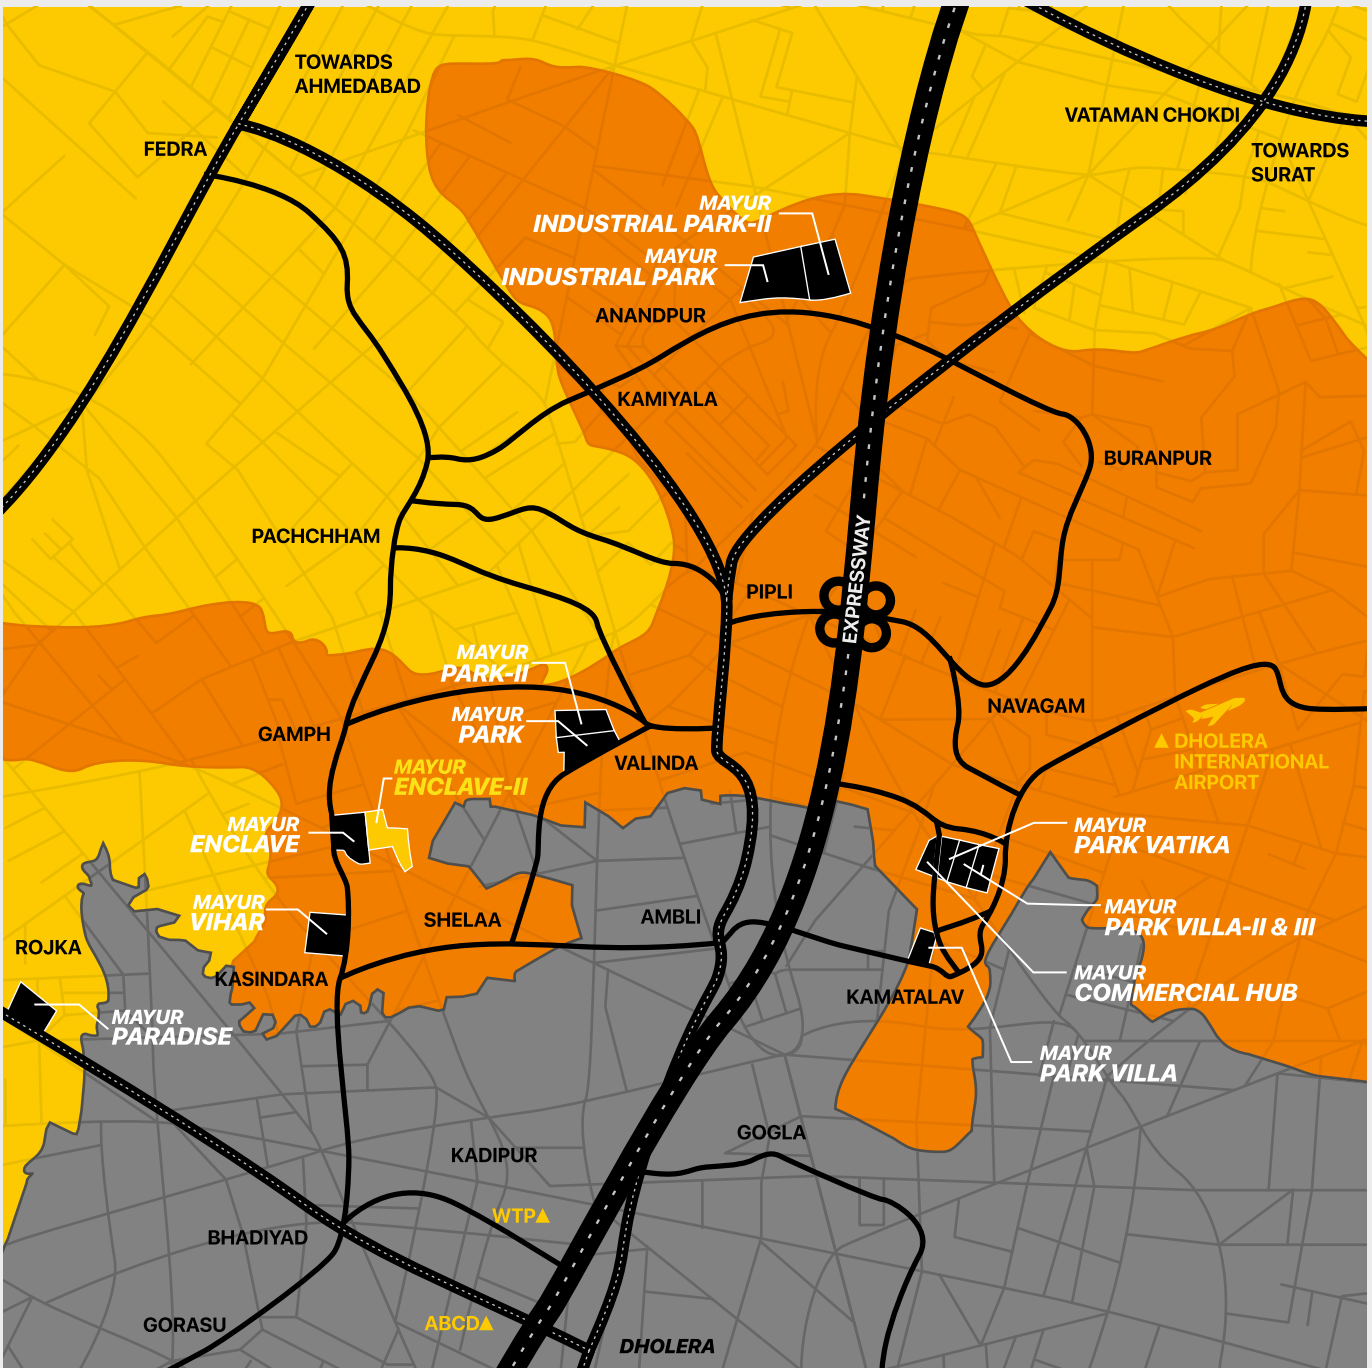 TOWARDS
AHMEDABAD
VATAMAN CHOKDI
FEDRA
TOWARDS
SURAT
MAYUR
INDUSTRIAL PARK-II
MAYUR
INDUSTRIAL PARK
ANANDPUR
KAMIYALA
BURANPUR
PACHCHHAM
EXPRESSWAY
PIPLI
MAYUR
PARK-II
MAYUR
PARK
NAVAGAM
GAMPH
DHOLERA
INTERNATIONAL
AIRPORT
VALINDA
MAYUR
ENCLAVE-II
MAYUR
ENCLAVE
MAYUR
PARK VATIKA
MAYUR
VIHAR
SHELAA
AMBLI
MAYUR
PARK VILLA-II & III
ROJKA
KASINDARA
MAYUR
COMMERCIAL HUB
KAMATALAV
MAYUR
PARADISE
MAYUR
PARK VILLA
GOGLA
KADIPUR
WTP
BHADIYAD
GORASU
ABCD
DHOLERA